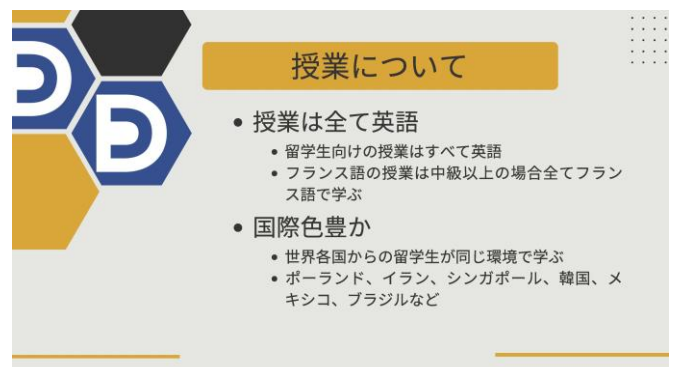 授業について
• 授業は全て英語
• 留学生向けの授業はすべて英語
• フランス語の授業は中級以上の場合全てフラン
ス語で学ぶ
• 国際色豊か
• 世界各国からの留学生が同じ環境で学ぶ
• ポーランド、イラン、シンガポール、韓国、メ
キシコ、ブラジルなど